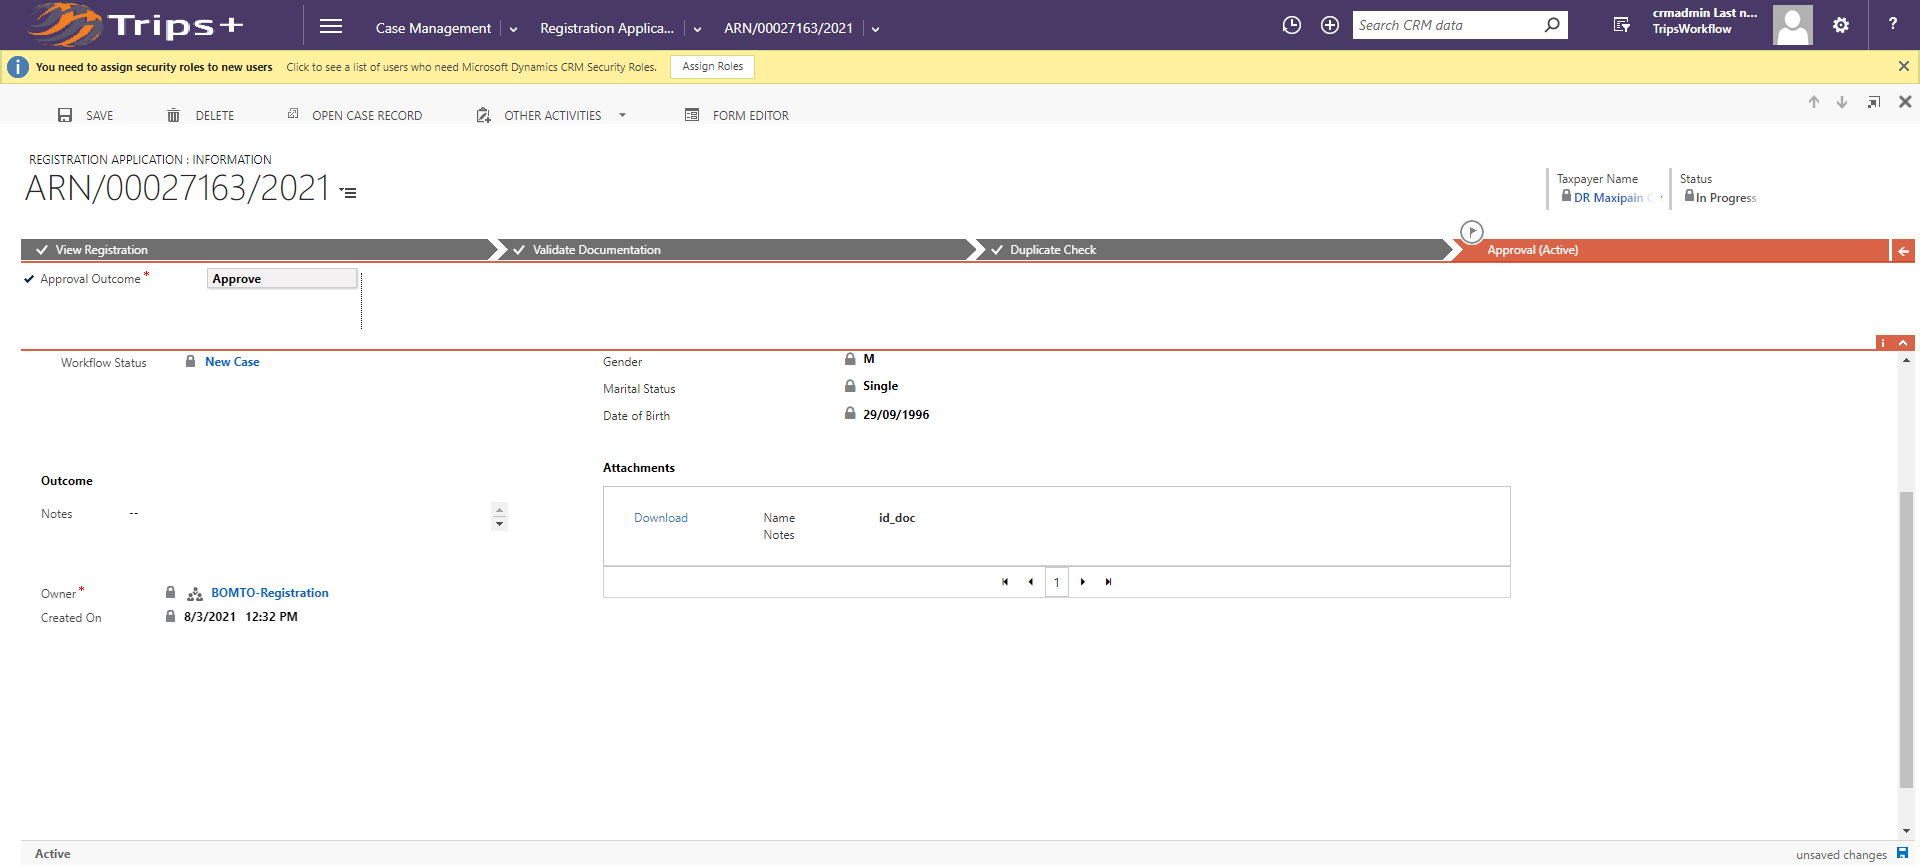 Trips+
Case Management
Registration Applica...
ARN/00027163/2021
Search CRM data
crmadmin Last n...
TripsWorkflow
?
You need to assign security roles to new users Click to see a list of users who need Microsoft Dynamics CRM Security Roles. Assign Roles
SAVE DELETE OPEN CASE RECORD OTHER ACTIVITIES FORM EDITOR
REGISTRATION APPLICATION : INFORMATION
ARN/00027163/2021
Taxpayer Name
DR Maxipain
Status
In Progress
View Registration
Validate Documentation
Duplicate Check
Approval (Active)
Approval Outcome* Approve
Workflow Status New Case
Gender M
Marital Status Single
Date of Birth 29/09/1996
Outcome
Notes --
Owner* BOMTO-Registration
Created On 8/3/2021 12:32 PM
Attachments
Download Name id_doc
Notes
1
Active
unsaved changes